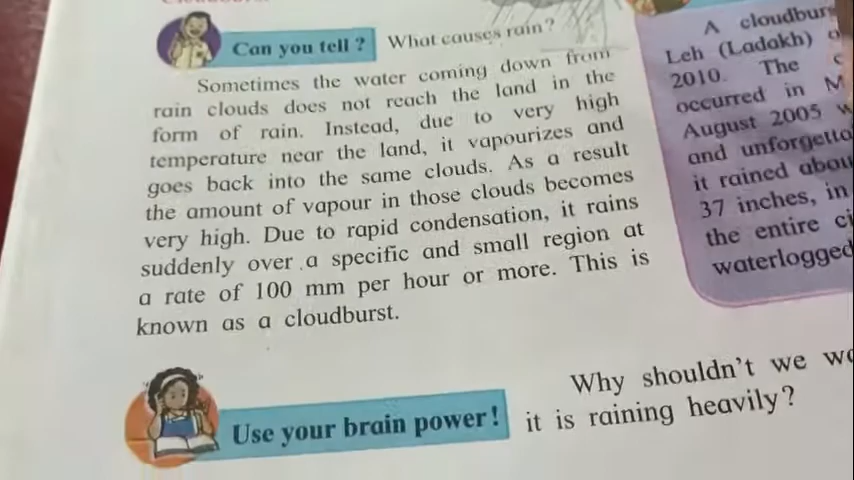 Can you tell ? What causes rain?
Sometimes the water coming down from
rain clouds does not reach the land in the
form of rain. Instead, due to very high
temperature near the land, it vapourizes and
goes back into the same clouds. As a result
the amount of vapour in those clouds becomes
very high. Due to rapid condensation, it rains
suddenly over a specific and small region at
a rate of 100 mm per hour or more. This is
known as a cloudburst.
A
Leh (Ladakh)
2010. The
occurred in
August 2005
and
it rained
37 inches, in
the entire
waterlogged
Use your brain power!
Why shouldn't we
it is raining heavily?